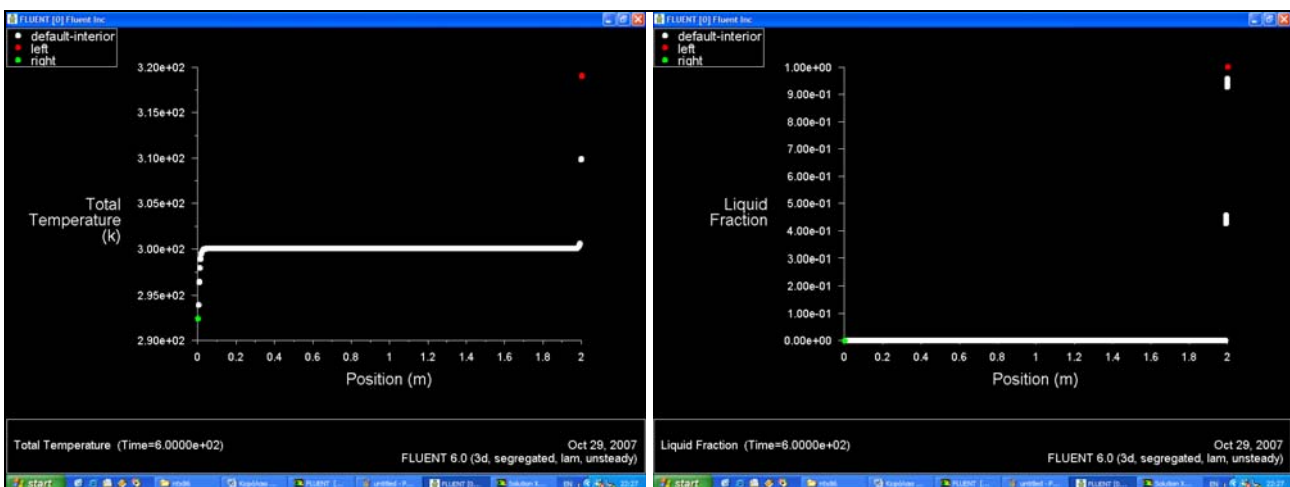 FLUENT [0] Fluent Inc
default-interior
left
right
3.20e+02
3.15e+02
3.10e+02
3.05e+02
3.00e+02
2.95e+02
2.90e+02
Total
Temperature
(k)
0 0.2 0.4 0.6 0.8 1 1.2 1.4 1.6 1.8 2
Position (m)
Total Temperature (Time=6.0000e+02)
Oct 29, 2007
FLUENT 6.0 (3d, segregated, lam, unsteady)
start
EN
22:27
FLUENT [0] Fluent Inc
default-interior
left
right
1.00e+00
9.00e-01
8.00e-01
7.00e-01
6.00e-01
5.00e-01
4.00e-01
3.00e-01
2.00e-01
1.00e-01
0.00e+00
Liquid
Fraction
0 0.2 0.4 0.6 0.8 1 1.2 1.4 1.6 1.8 2
Position (m)
Liquid Fraction (Time=6.0000e+02)
Oct 29, 2007
FLUENT 6.0 (3d, segregated, lam, unsteady)
start
EN
22:27